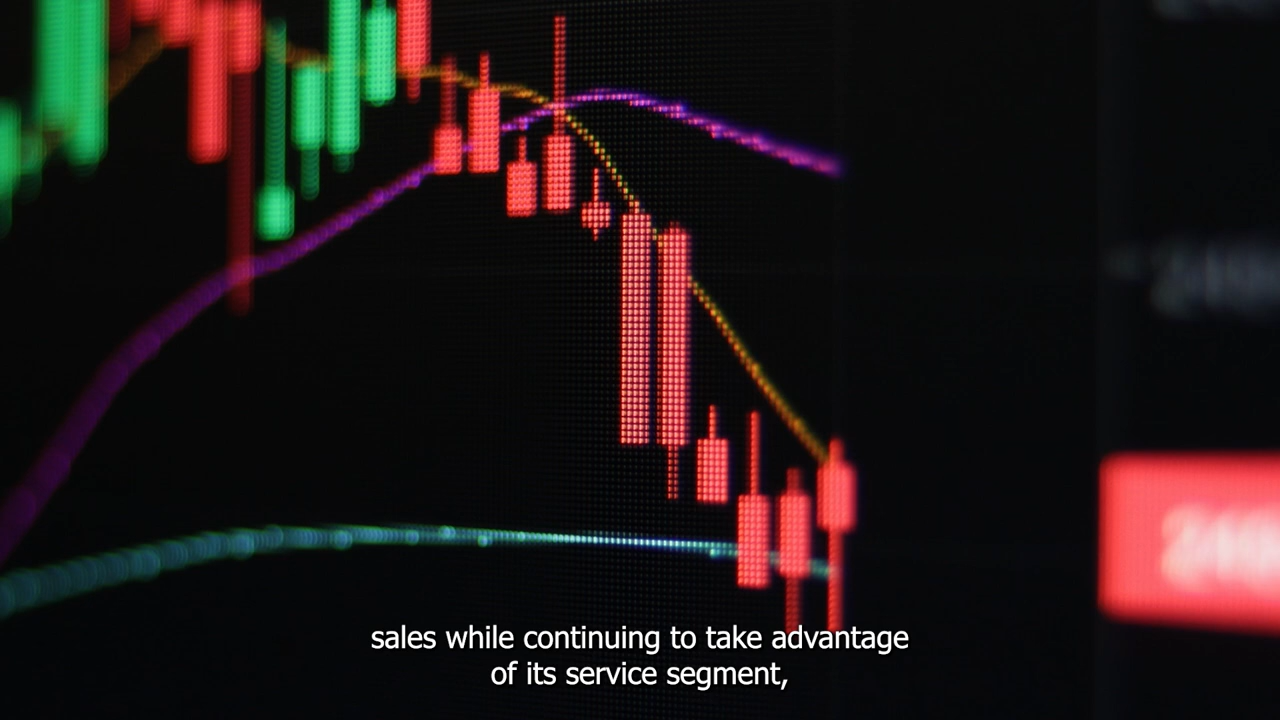 sales while continuing to take advantage
of its service segment,